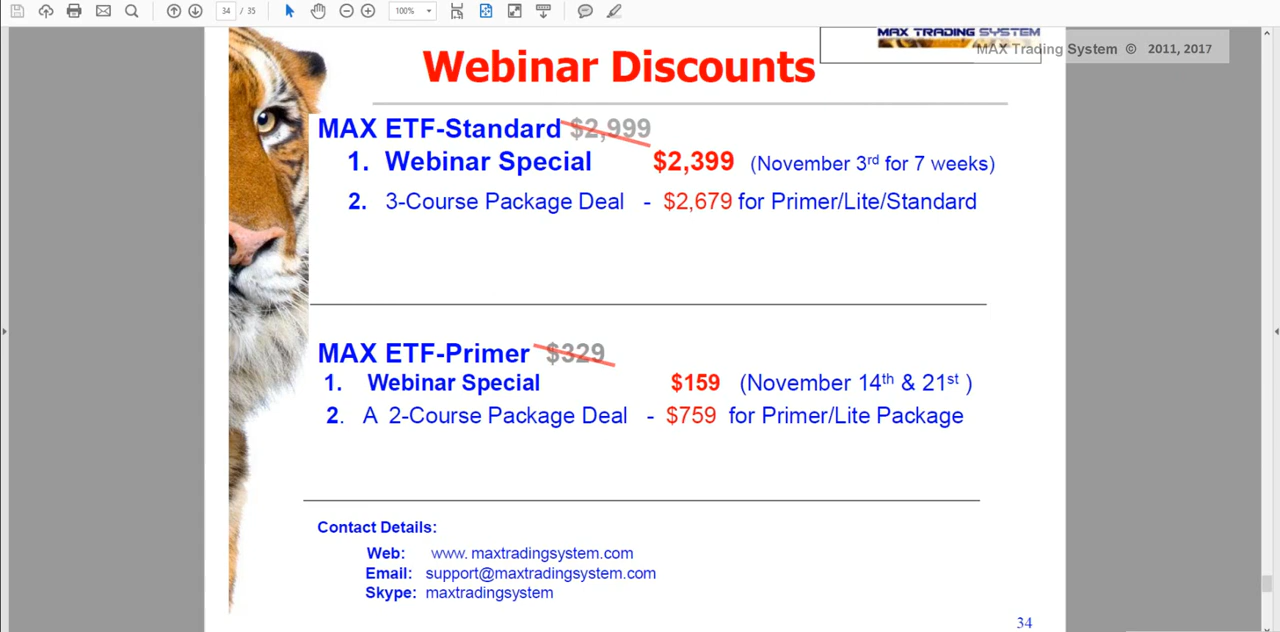 34 / 35
100%
MAX TRADING SYSTEM
MAX Trading System © 2011, 2017
Webinar Discounts
MAX ETF-Standard $2,999
1. Webinar Special $2,399 (November 3rd for 7 weeks)
2. 3-Course Package Deal - $2,679 for Primer/Lite/Standard
MAX ETF-Primer $329
1. Webinar Special $159 (November 14th & 21st )
2. A 2-Course Package Deal - $759 for Primer/Lite Package
Contact Details:
Web: www. maxtradingsystem.com
Email: support@maxtradingsystem.com
Skype: maxtradingsystem
34